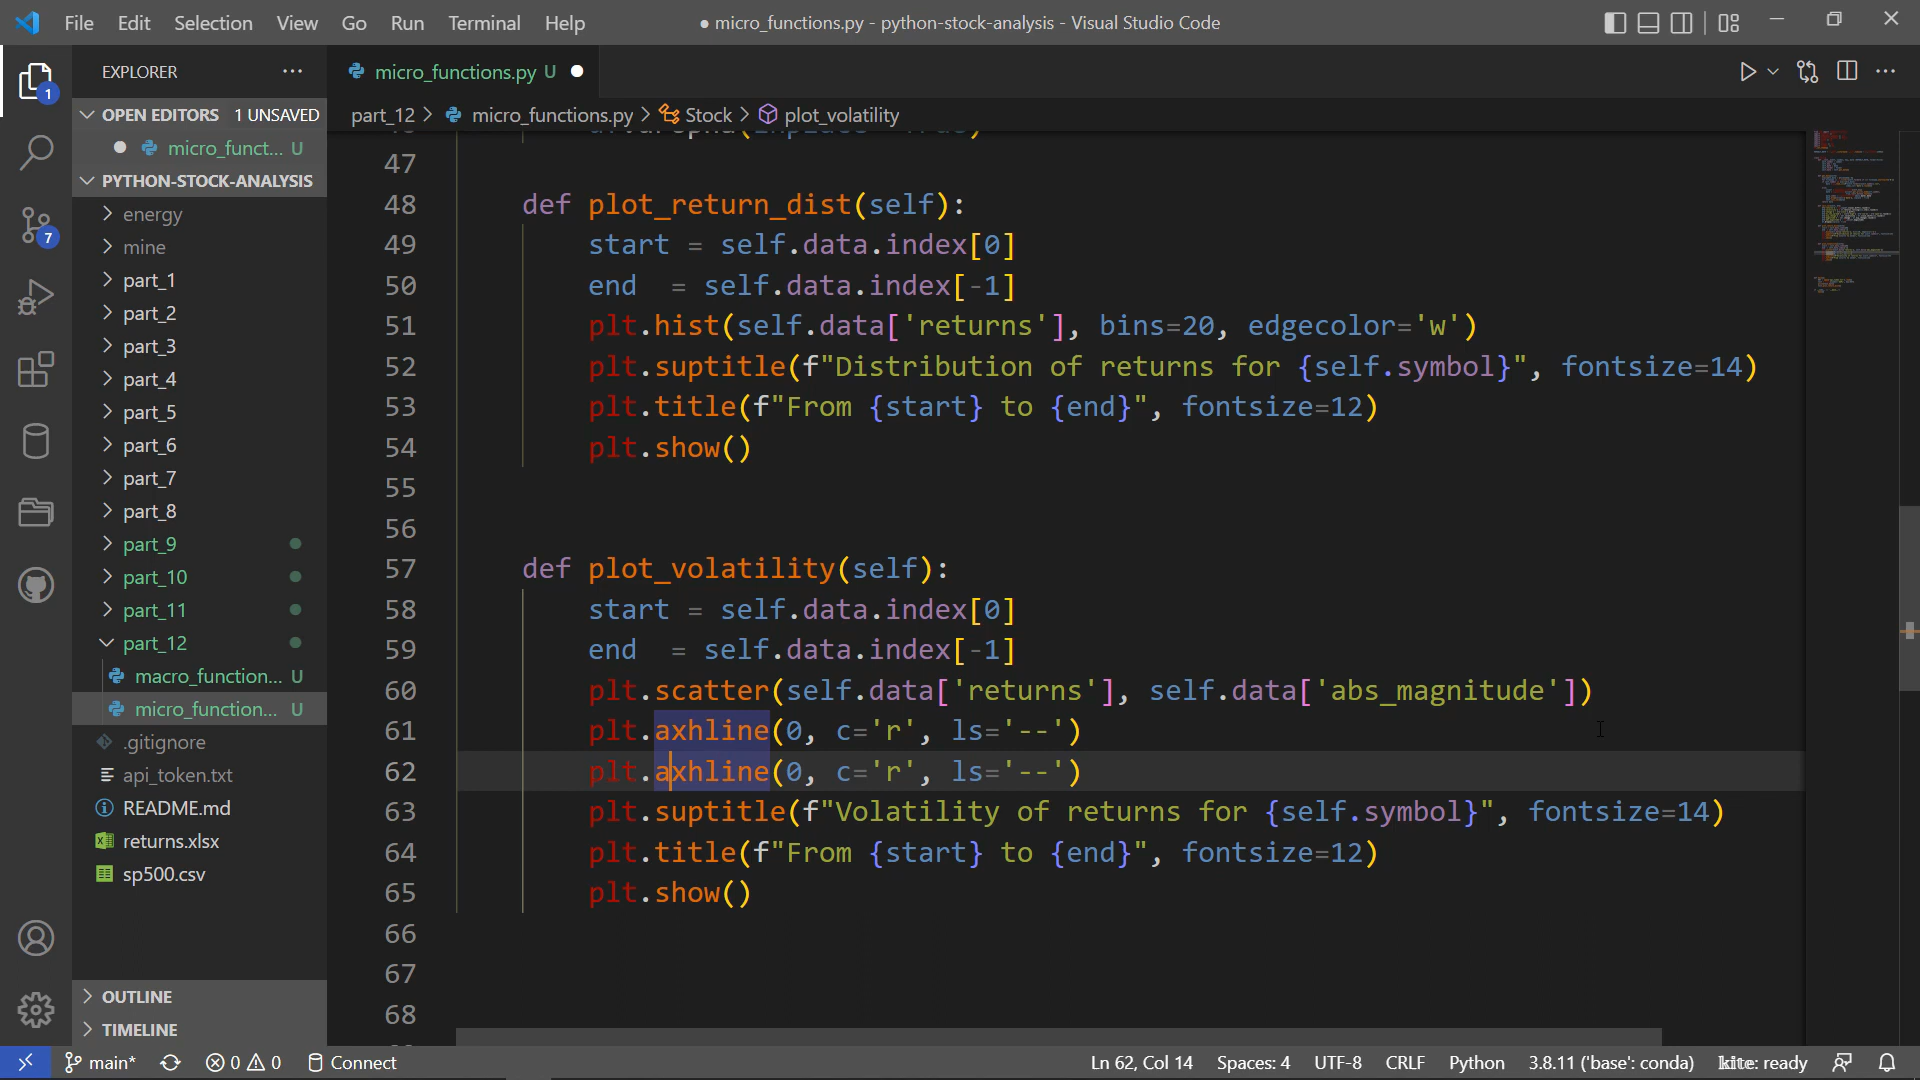 File Edit Selection View Go Run Terminal Help
● micro_functions.py - python-stock-analysis - Visual Studio Code
EXPLORER
micro_functions.py U
1
OPEN EDITORS 1 UNSAVED
micro_funct... U
PYTHON-STOCK-ANALYSIS
energy
mine
part_1
part_2
part_3
part_4
part_5
part_6
part_7
part_8
part_9
part_10
part_11
part_12
macro_function... U
micro_function... U
.gitignore
api_token.txt
README.md
returns.xlsx
sp500.csv
OUTLINE
TIMELINE
7
part_12 > micro_functions.py > Stock > plot_volatility
47
48 def plot_return_dist(self):
49 start = self.data.index[0]
50 end  = self.data.index[-1]
51 plt.hist(self.data['returns'], bins=20, edgecolor='w')
52 plt.suptitle(f"Distribution of returns for {self.symbol}", fontsize=14)
53 plt.title(f"From {start} to {end}", fontsize=12)
54 plt.show()
55
56
57 def plot_volatility(self):
58 start = self.data.index[0]
59 end  = self.data.index[-1]
60 plt.scatter(self.data['returns'], self.data['abs_magnitude'])
61 plt.axhline(0, c='r', ls='--')
62 plt.axhline(0, c='r', ls='--')
63 plt.suptitle(f"Volatility of returns for {self.symbol}", fontsize=14)
64 plt.title(f"From {start} to {end}", fontsize=12)
65 plt.show()
66
67
68
main* 0 0 Connect
Ln 62, Col 14 Spaces: 4 UTF-8 CRLF Python 3.8.11 ('base': conda) kite: ready